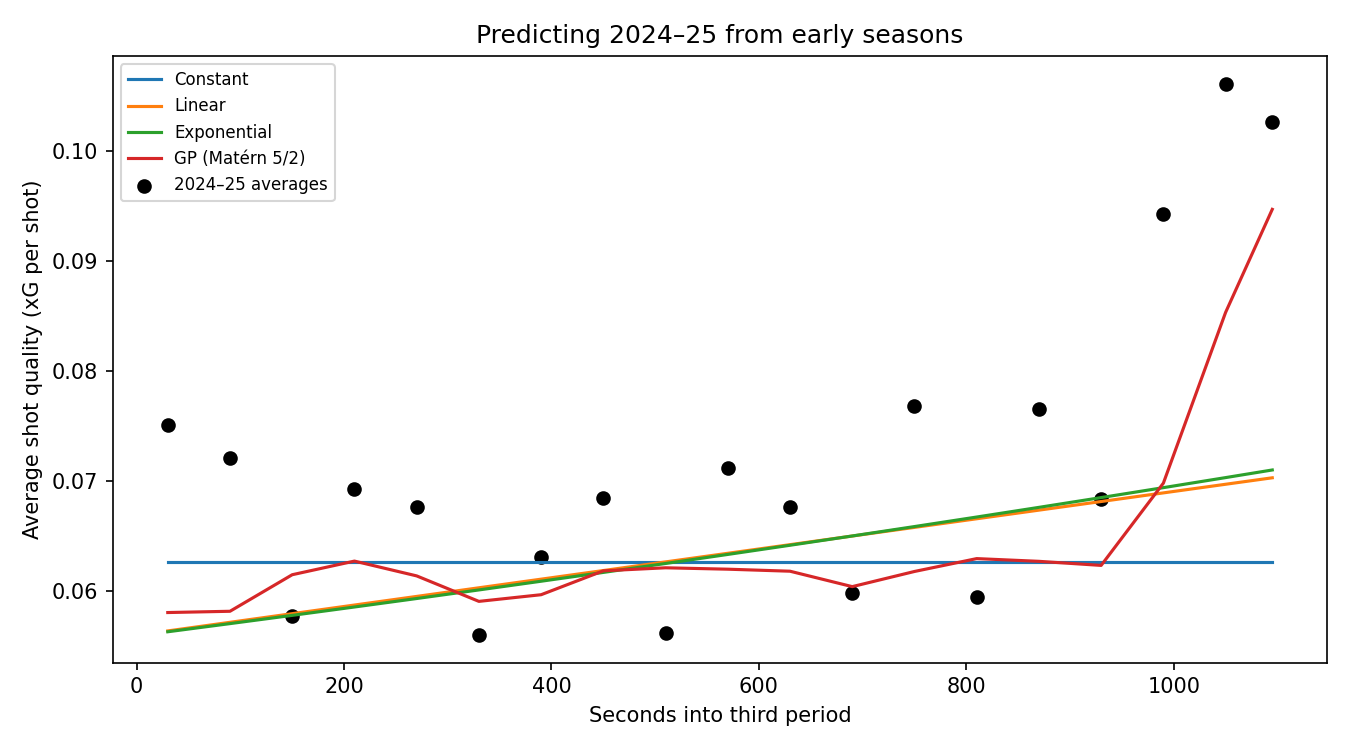 Predicting 2024–25 from early seasons
Constant
Linear
Exponential
GP (Matérn 5/2)
2024–25 averages
Average shot quality (xG per shot)
0.10
0.09
0.08
0.07
0.06
0
200
400
600
800
1000
Seconds into third period